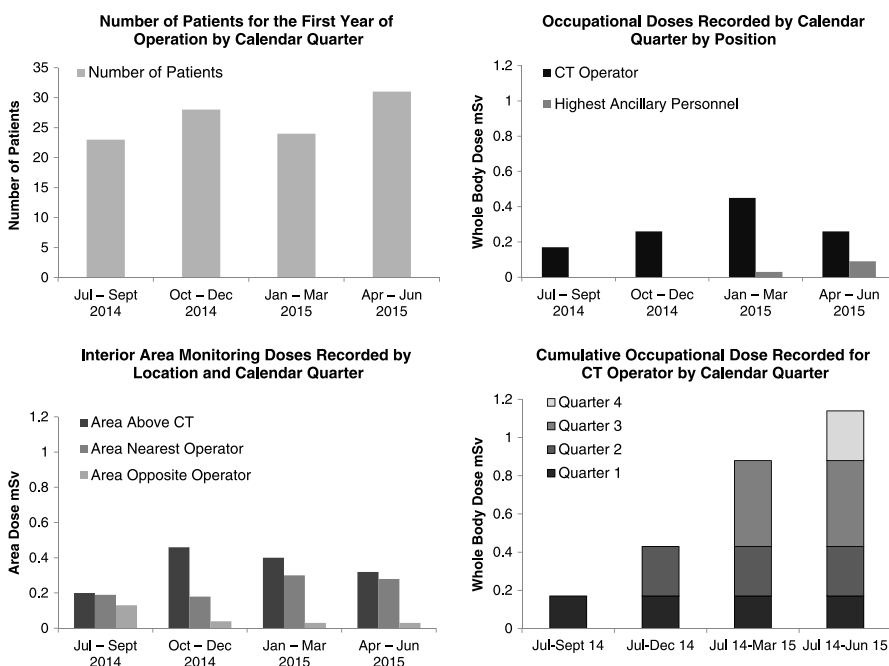 Number of Patients for the First Year of
Operation by Calendar Quarter
Number of Patients
35
30
25
20
15
10
5
0
Number of Patients
Jul – Sept
2014
Oct – Dec
2014
Jan – Mar
2015
Apr – Jun
2015
Occupational Doses Recorded by Calendar
Quarter by Position
Whole Body Dose mSv
1.2
1
0.8
0.6
0.4
0.2
0
CT Operator
Highest Ancillary Personnel
Jul – Sept
2014
Oct – Dec
2014
Jan – Mar
2015
Apr – Jun
2015
Interior Area Monitoring Doses Recorded by
Location and Calendar Quarter
Area Dose mSv
1.2
1
0.8
0.6
0.4
0.2
0
Area Above CT
Area Nearest Operator
Area Opposite Operator
Jul – Sept
2014
Oct – Dec
2014
Jan – Mar
2015
Apr – Jun
2015
Cumulative Occupational Dose Recorded for
CT Operator by Calendar Quarter
Whole Body Dose mSv
1.2
1
0.8
0.6
0.4
0.2
0
Quarter 4
Quarter 3
Quarter 2
Quarter 1
Jul-Sept 14
Jul-Dec 14
Jul 14-Mar 15
Jul 14-Jun 15